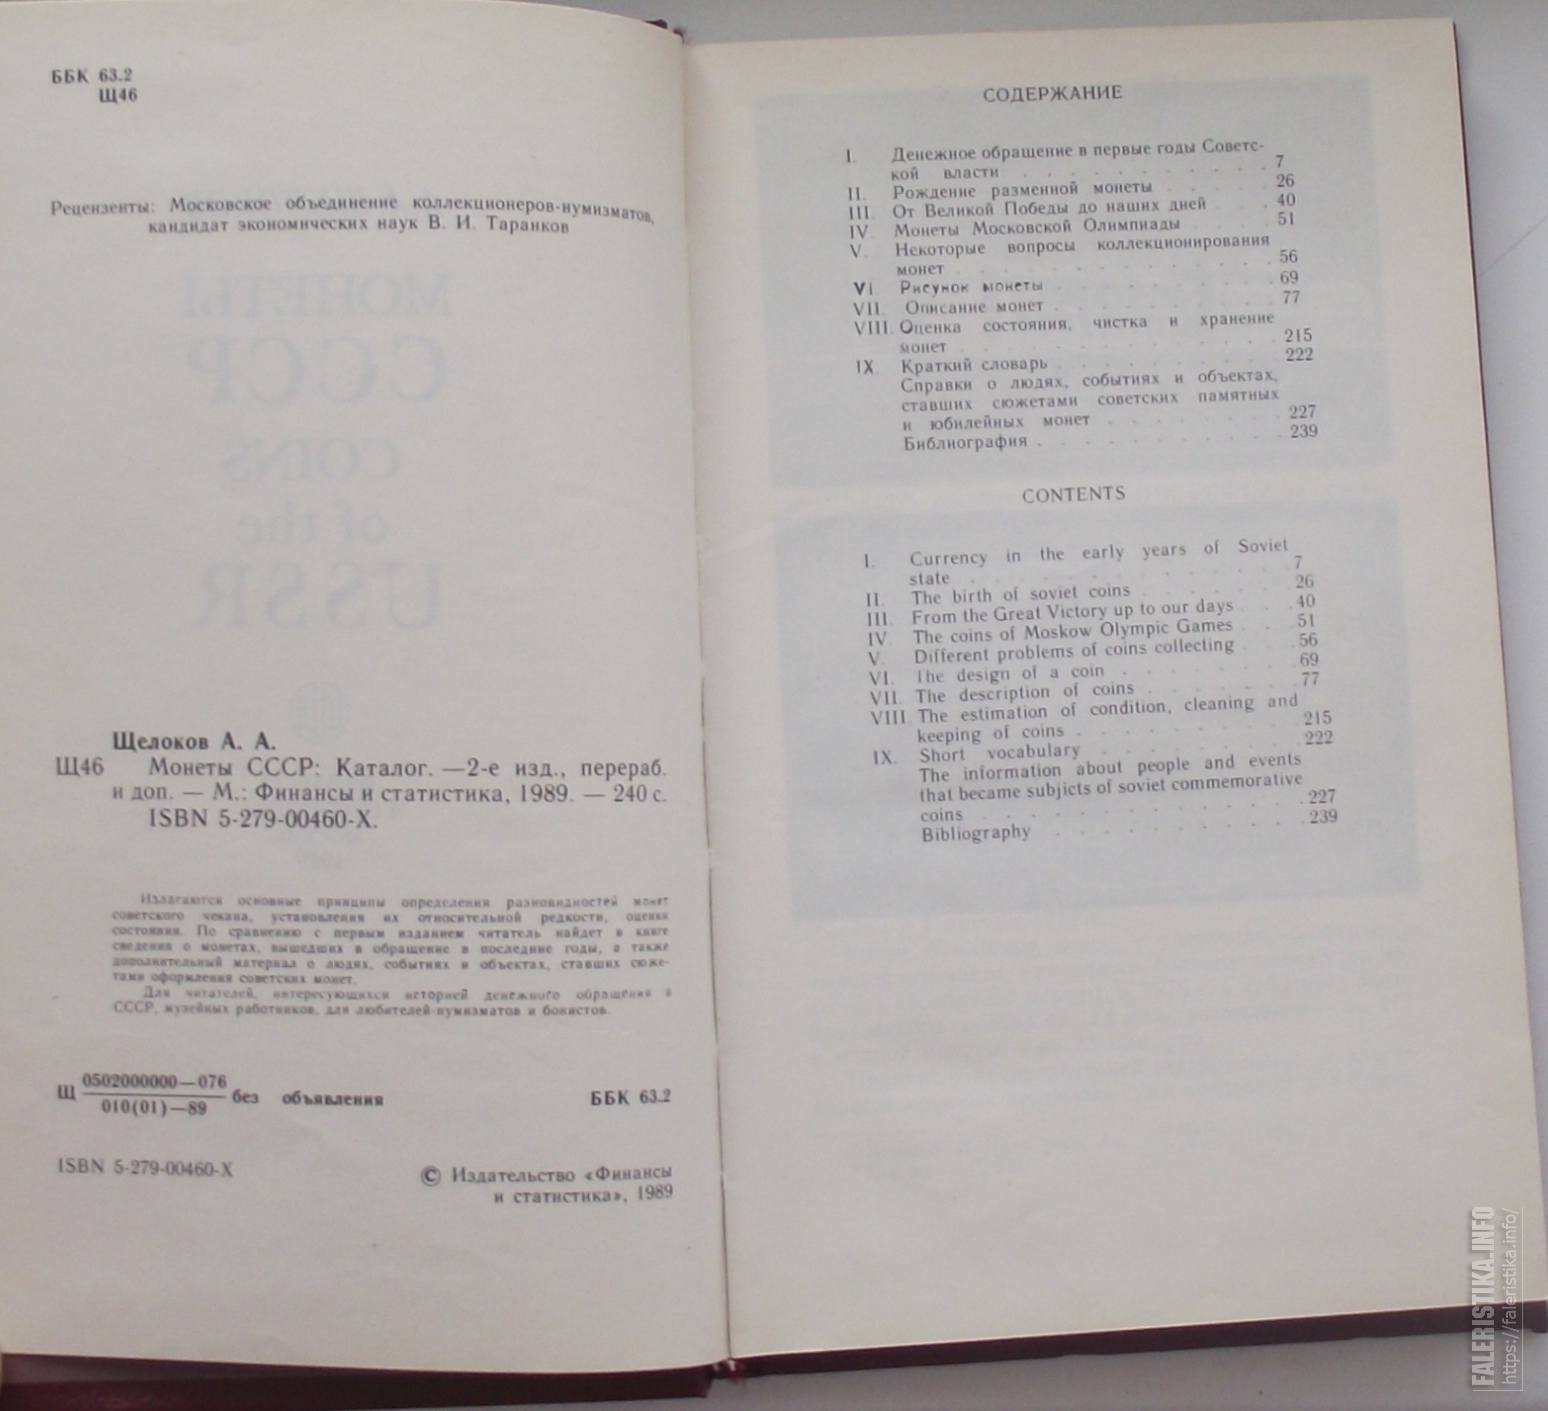 ББК 63.2
Щ46
Рецензенты: Московское объединение коллекционеров-нумизматов,
кандидат экономических наук В. И. Таранков
МОНЕТЫ
СССР
COINS
of the
USSR
Щелоков А. А.
Щ46 Монеты СССР: Каталог. —2-е изд., перераб.
и доп. — М.: Финансы и статистика, 1989. — 240 с.
ISBN 5-279-00460-X.
Излагаются основные принципы определения разновидностей монет
советского чекана, установления их относительной редкости, оценки
состояния. По сравнению с первым изданием читатель найдет в книге
сведения о монетах, вышедших в обращение в последние годы, а также
дополнительный материал о людях, событиях и объектах, ставших сюже-
тами оформления советских монет.
Для читателей, интересующихся историей денежного обращения в
СССР, музейных работников, для любителей-нумизматов и бонистов.
Щ 0502000000—076 без объявления ББК 63.2
010(01)—89
ISBN 5-279-00460-X © Издательство «Финансы
и статистика», 1989
СОДЕРЖАНИЕ
I. Денежное обращение в первые годы Советс-
кой власти . . . . . . . . . . 7
II. Рождение разменной монеты . . . . . 26
III. От Великой Победы до наших дней . . . 40
IV. Монеты Московской Олимпиады . . . . 51
V. Некоторые вопросы коллекционирования
монет . . . . . . . . . . . . 56
VI. Рисунок монеты . . . . . . . . . 69
VII. Описание монет . . . . . . . . . 77
VIII. Оценка состояния, чистка и хранение
монет . . . . . . . . . . . . 215
IX. Краткий словарь . . . . . . . . . 222
Справки о людях, событиях и объектах,
ставших сюжетами советских памятных
и юбилейных монет . . . . . . . 227
Библиография . . . . . . . . . . 239
CONTENTS
I. Currency in the early years of Soviet
state . . . . . . . . . . . . 7
II. The birth of soviet coins . . . . . . 26
III. From the Great Victory up to our days . . . 40
IV. The coins of Moskow Olympic Games . . . 51
V. Different problems of coins collecting . . 56
VI. The design of a coin . . . . . . . 69
VII. The description of coins . . . . . . 77
VIII. The estimation of condition, cleaning and
keeping of coins . . . . . . . . 215
IX. Short vocabulary . . . . . . . . . 222
The information about people and events
that became subjicts of soviet commemorative
coins . . . . . . . . . . . . 227
Bibliography . . . . . . . . . . 239
FALERISTIKA.INFO
https://faleristika.info/